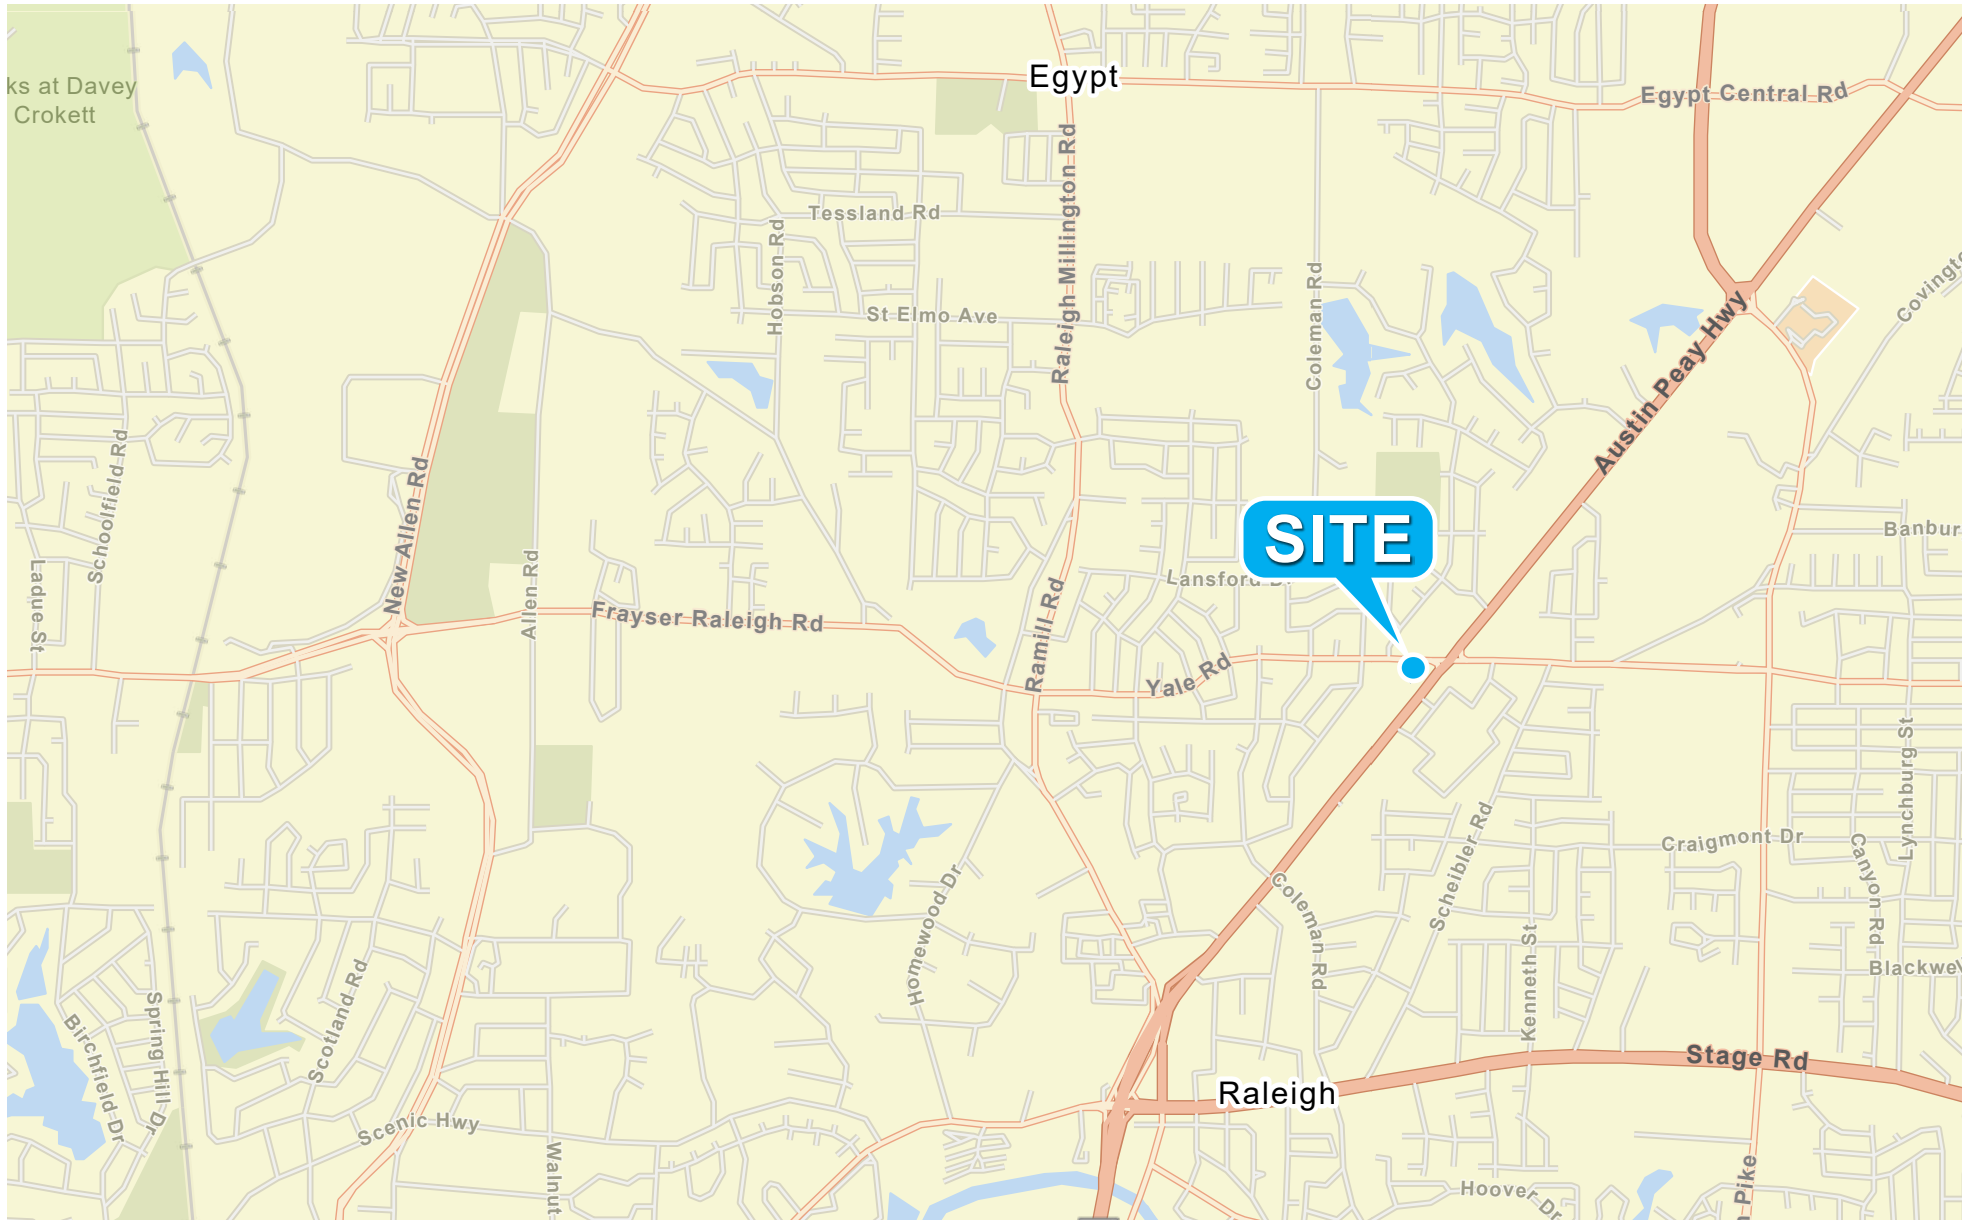 Egypt
ks at Davey
Crokett
Egypt Central Rd
Raleigh Millington Rd
Tessland Rd
Hobson Rd
St Elmo Ave
Coleman Rd
Austin Peay Hwy
Covingto
Schoolfield Rd
New Allen Rd
SITE
Banbur
Ladue St
Allen Rd
Lansford
Frayser Raleigh Rd
Ramill Rd
Yale Rd
Lynchburg St
Craigmont Dr
Canyon Rd
Scheibler Rd
Coleman Rd
Homewood Dr
Kenneth St
Blackwe
Scotland Rd
Spring Hill Dr
Birchfield Dr
Stage Rd
Raleigh
Scenic Hwy
Walnut
Pike
Hoover Dr